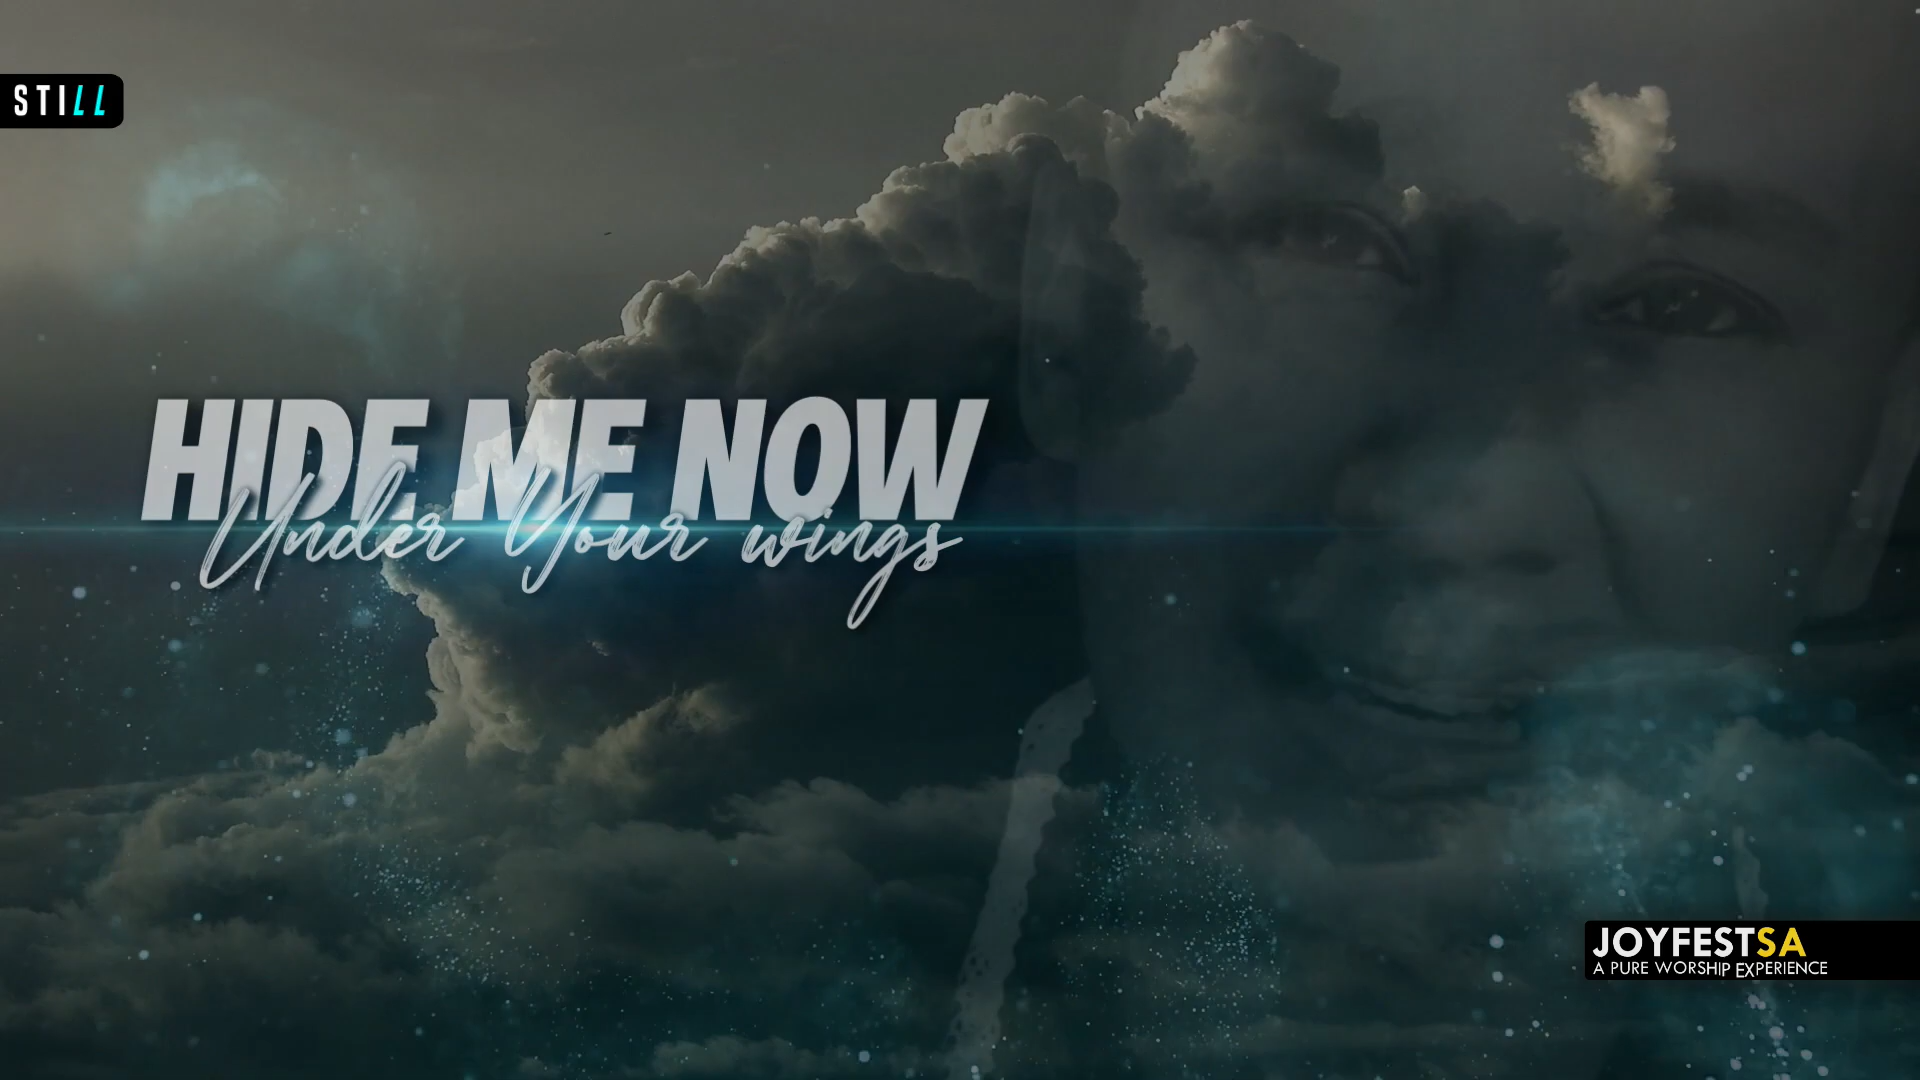 STILL
HIDE ME NOW
Under Your wings
JOYFESTSA
A PURE WORSHIP EXPERIENCE